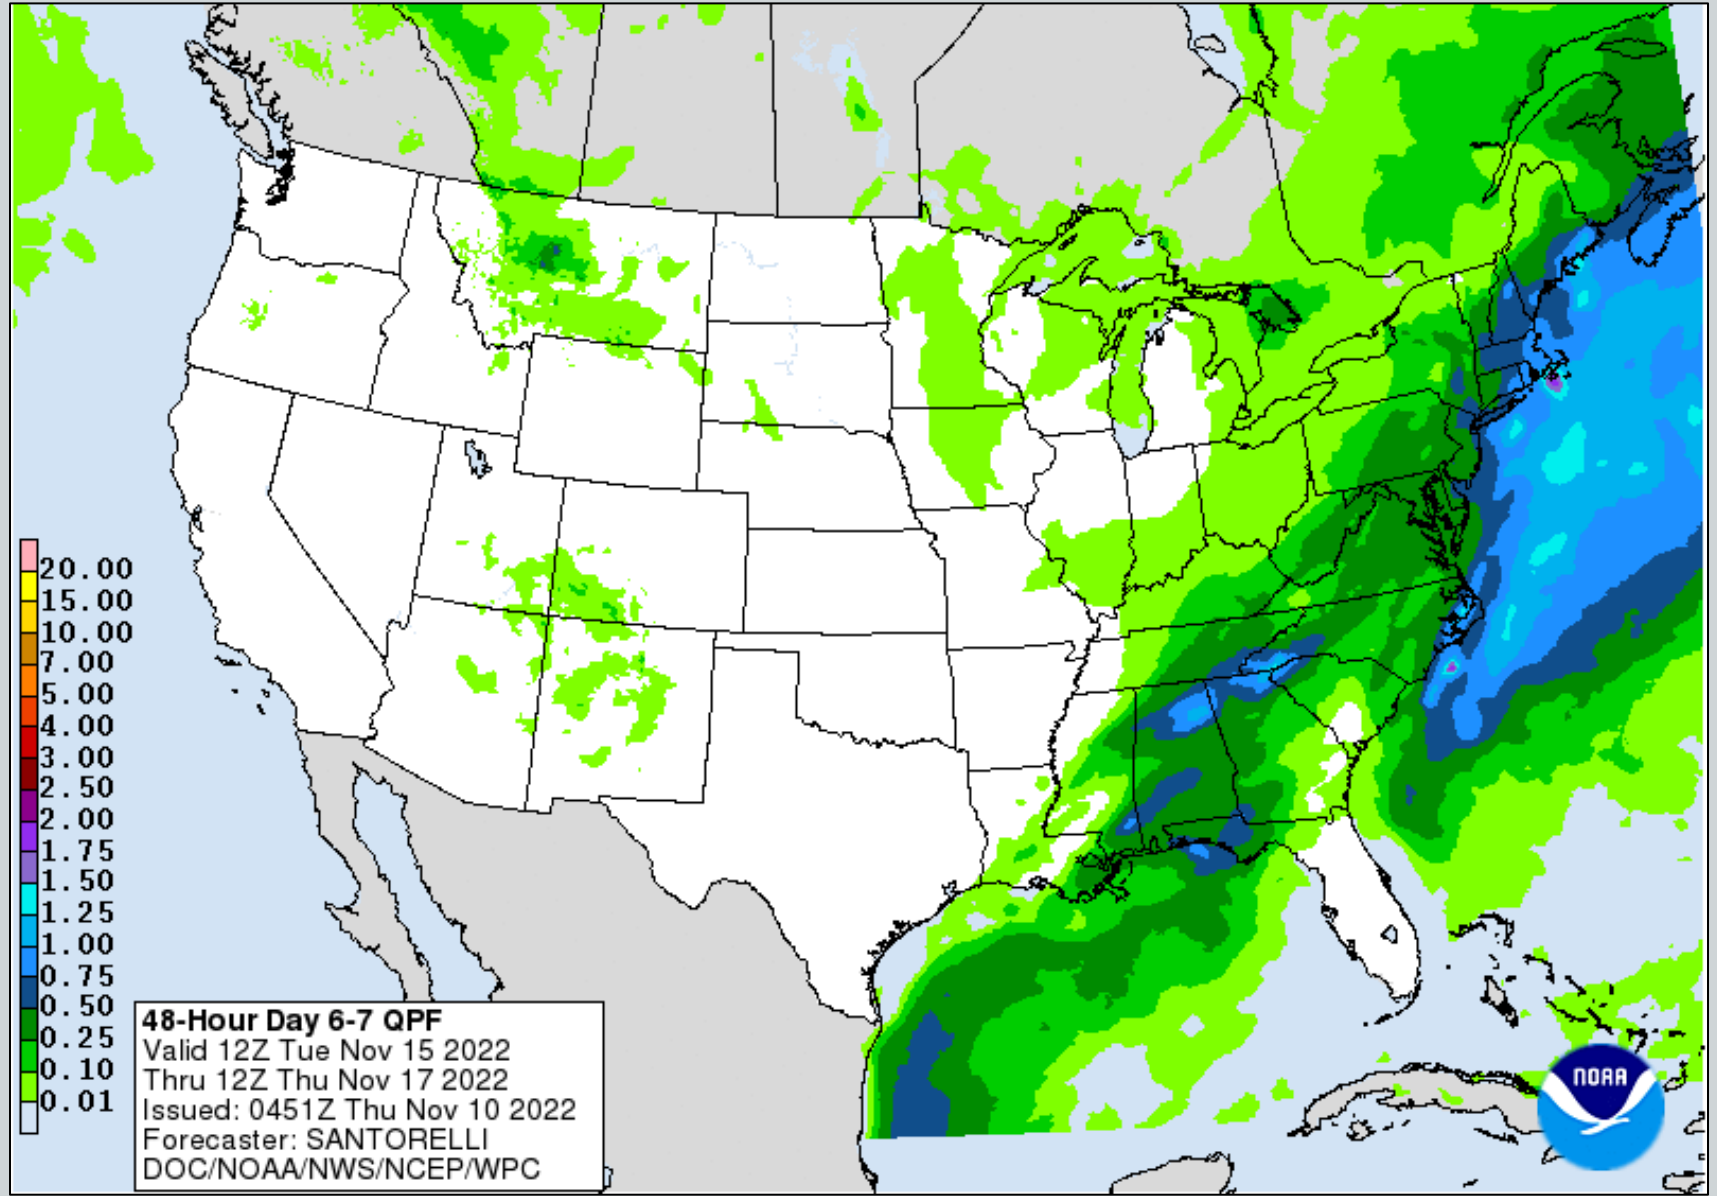 20.00
15.00
10.00
7.00
5.00
4.00
3.00
2.50
2.00
1.75
1.50
1.25
1.00
0.75
0.50
0.25
0.10
0.01
48-Hour Day 6-7 QPF
Valid 12Z Tue Nov 15 2022
Thru 12Z Thu Nov 17 2022
Issued: 0451Z Thu Nov 10 2022
Forecaster: SANTORELLI
DOC/NOAA/NWS/NCEP/WPC
NOAA